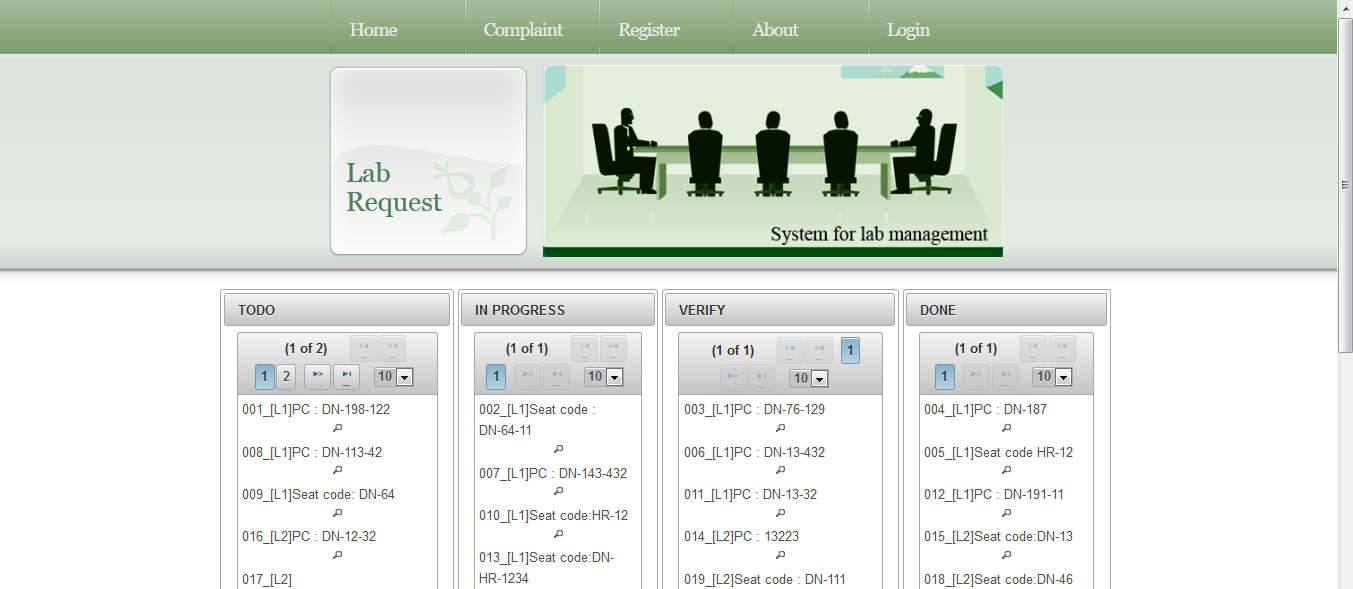 Home
Complaint
Register
About
Login
Lab
Request
System for lab management
TODO
(1 of 2)
1 2 10
001_[L1]PC : DN-198-122
008_[L1]PC : DN-113-42
009_[L1]Seat code: DN-64
016_[L2]PC : DN-12-32
017_[L2]
IN PROGRESS
(1 of 1)
1 10
002_[L1]Seat code :
DN-64-11
007_[L1]PC : DN-143-432
010_[L1]Seat code:HR-12
013_[L1]Seat code:DN-
HR-1234
VERIFY
(1 of 1) 1
10
003_[L1]PC : DN-76-129
006_[L1]PC : DN-13-432
011_[L1]PC : DN-13-32
014_[L2]PC : 13223
019_[L2]Seat code : DN-111
DONE
(1 of 1)
1 10
004_[L1]PC : DN-187
005_[L1]Seat code HR-12
012_[L1]PC : DN-191-11
015_[L2]Seat code:DN-13
018_[L2]Seat code:DN-46